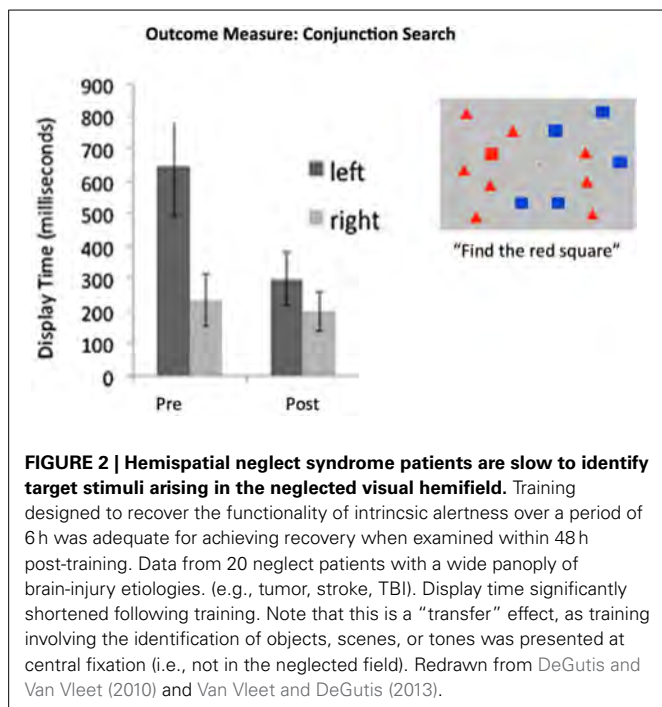 Outcome Measure: Conjunction Search
Display Time (milliseconds)
900
800
700
600
500
400
300
200
100
0
Pre
Post
left
right
"Find the red square"
FIGURE 2 | Hemispatial neglect syndrome patients are slow to identify
target stimuli arising in the neglected visual hemifield. Training
designed to recover the functionality of intrincsic alertness over a period of
6 h was adequate for achieving recovery when examined within 48 h
post-training. Data from 20 neglect patients with a wide panoply of
brain-injury etiologies. (e.g., tumor, stroke, TBI). Display time significantly
shortened following training. Note that this is a "transfer" effect, as training
involving the identification of objects, scenes, or tones was presented at
central fixation (i.e., not in the neglected field). Redrawn from DeGutis and
Van Vleet (2010) and Van Vleet and DeGutis (2013).